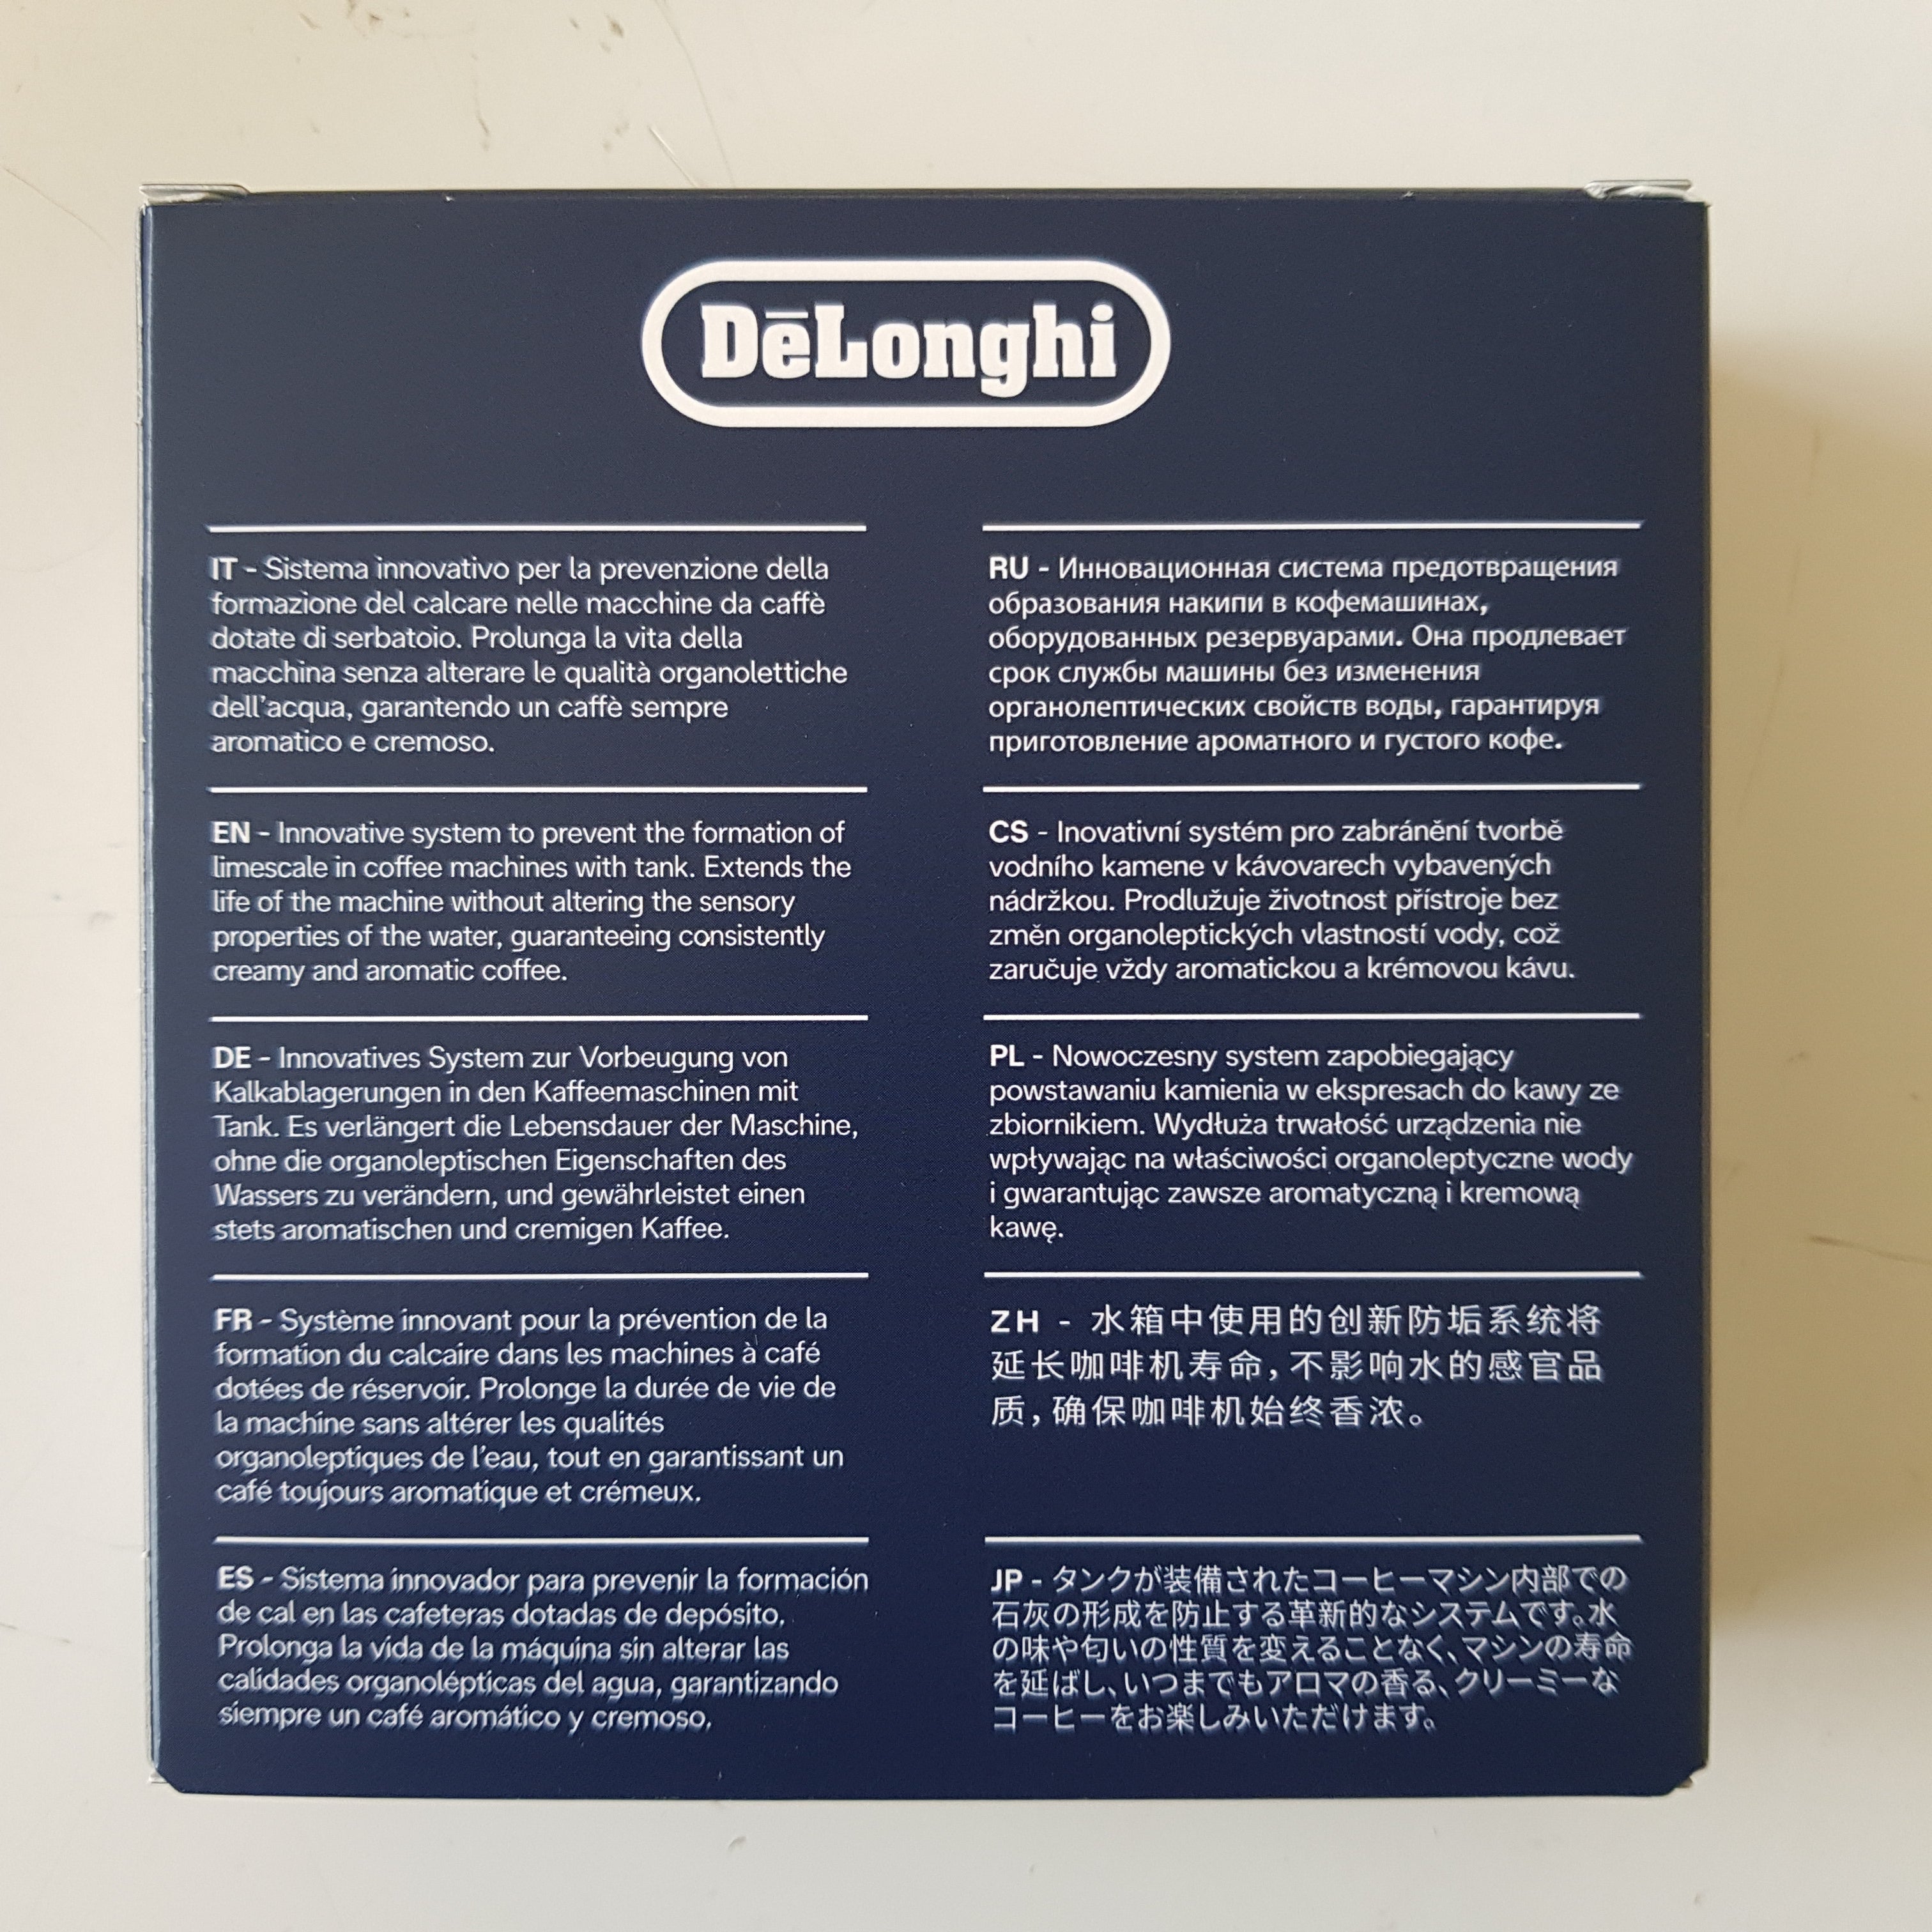 DēLonghi
IT - Sistema innovativo per la prevenzione della
formazione del calcare nelle macchine da caffè
dotate di serbatoio. Prolunga la vita della
macchina senza alterare le qualità organolettiche
dell'acqua, garantendo un caffè sempre
aromatico e cremoso.
EN - Innovative system to prevent the formation of
limescale in coffee machines with tank. Extends the
life of the machine without altering the sensory
properties of the water, guaranteeing consistently
creamy and aromatic coffee.
DE - Innovatives System zur Vorbeugung von
Kalkablagerungen in den Kaffeemaschinen mit
Tank. Es verlängert die Lebensdauer der Maschine,
ohne die organoleptischen Eigenschaften des
Wassers zu verändern, und gewährleistet einen
stets aromatischen und cremigen Kaffee.
FR - Système innovant pour la prévention de la
formation du calcaire dans les machines à café
dotées de réservoir. Prolonge la durée de vie de
la machine sans altérer les qualités
organoleptiques de l'eau, tout en garantissant un
café toujours aromatique et crémeux.
ES - Sistema innovador para prevenir la formación
de cal en las cafeteras dotadas de depósito.
Prolonga la vida de la máquina sin alterar las
calidades organolépticas del agua, garantizando
siempre un café aromático y cremoso.
RU - Инновационная система предотвращения
образования накипи в кофемашинах,
оборудованных резервуарами. Она продлевает
срок службы машины без изменения
органолептических свойств воды, гарантируя
приготовление ароматного и густого кофе.
CS - Inovativní systém pro zabránění tvorbě
vodního kamene v kávovarech vybavených
nádržkou. Prodlužuje životnost přístroje bez
změn organoleptických vlastností vody, což
zaručuje vždy aromatickou a krémovou kávu.
PL - Nowoczesny system zapobiegający
powstawaniu kamienia w ekspresach do kawy ze
zbiornikiem. Wydłuża trwałość urządzenia nie
wpływając na właściwości organoleptyczne wody
i gwarantując zawsze aromatyczną i kremową
kawę.
ZH - 水箱中使用的创新防垢系统将
延长咖啡机寿命，不影响水的感官品
质，确保咖啡机始终香浓。
JP - タンクが装備されたコーヒーマシン内部での
石灰の形成を防止する革新的なシステムです。水
の味や匂いの性質を変えることなく、マシンの寿命
を延ばし、いつまでもアロマの香る、クリーミーな
コーヒーをお楽しみいただけます。